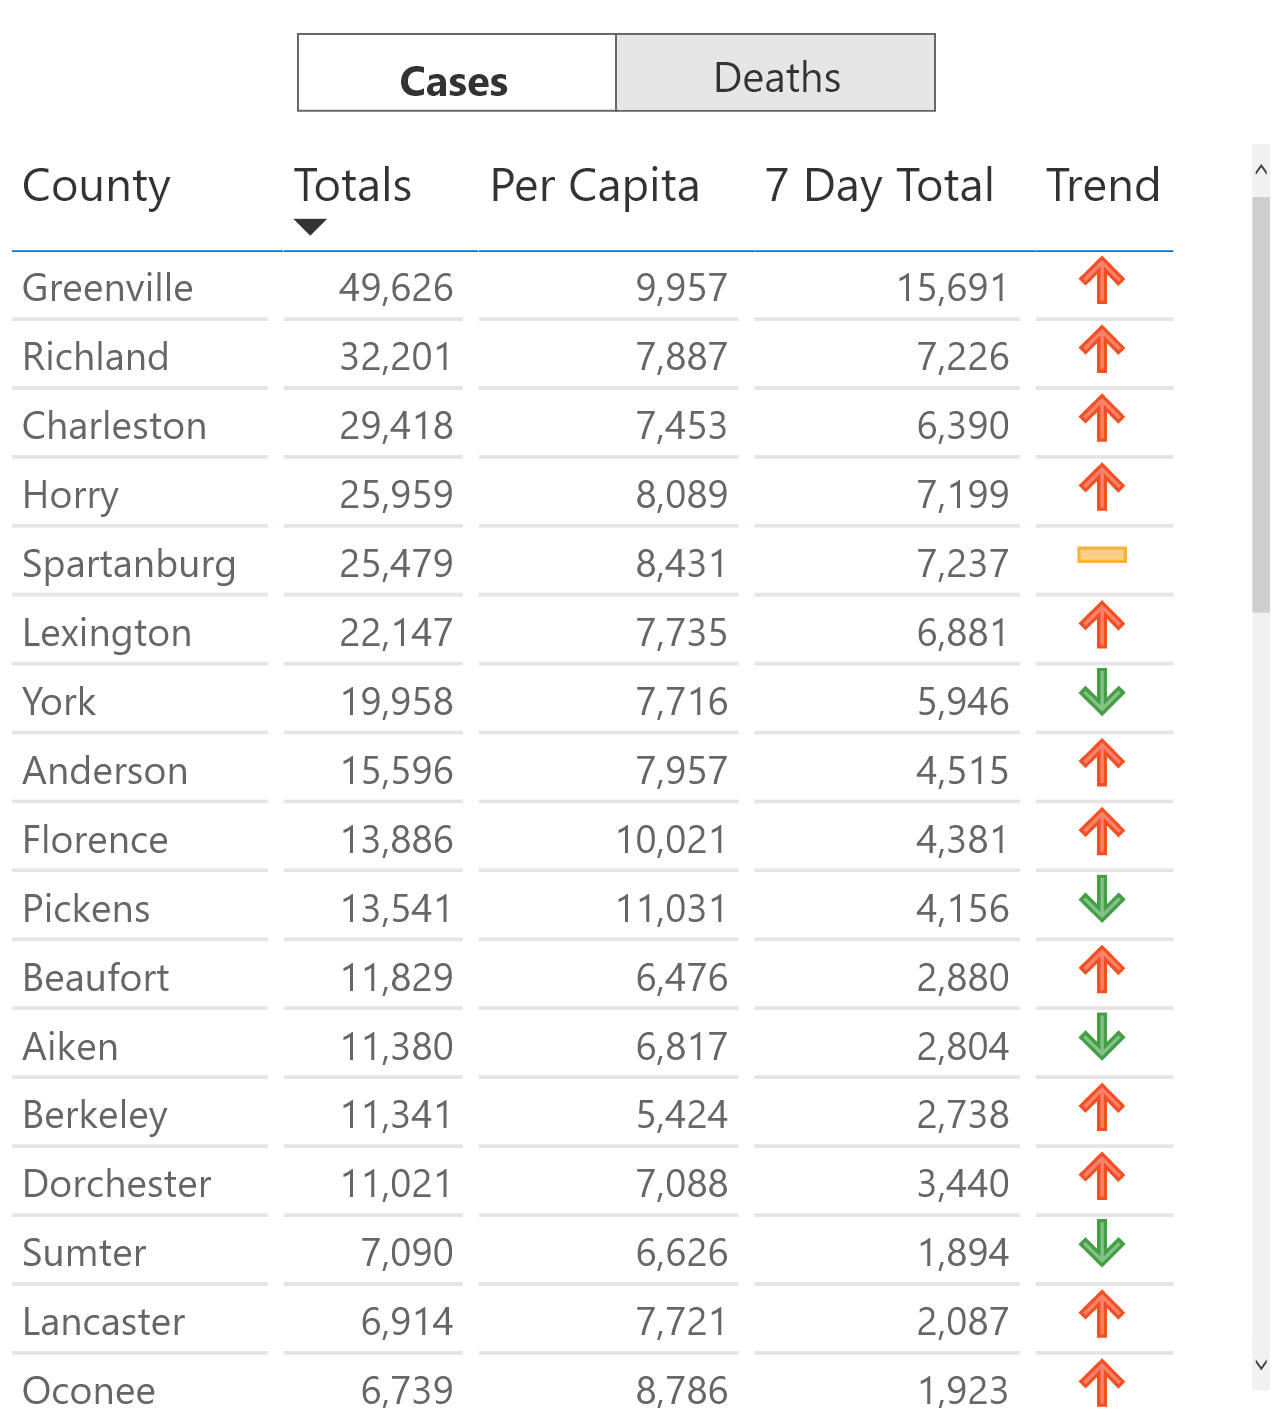 Cases Deaths
County Totals Per Capita 7 Day Total Trend
Greenville 49,626 9,957 15,691
Richland 32,201 7,887 7,226
Charleston 29,418 7,453 6,390
Horry 25,959 8,089 7,199
Spartanburg 25,479 8,431 7,237
Lexington 22,147 7,735 6,881
York 19,958 7,716 5,946
Anderson 15,596 7,957 4,515
Florence 13,886 10,021 4,381
Pickens 13,541 11,031 4,156
Beaufort 11,829 6,476 2,880
Aiken 11,380 6,817 2,804
Berkeley 11,341 5,424 2,738
Dorchester 11,021 7,088 3,440
Sumter 7,090 6,626 1,894
Lancaster 6,914 7,721 2,087
Oconee 6,739 8,786 1,923